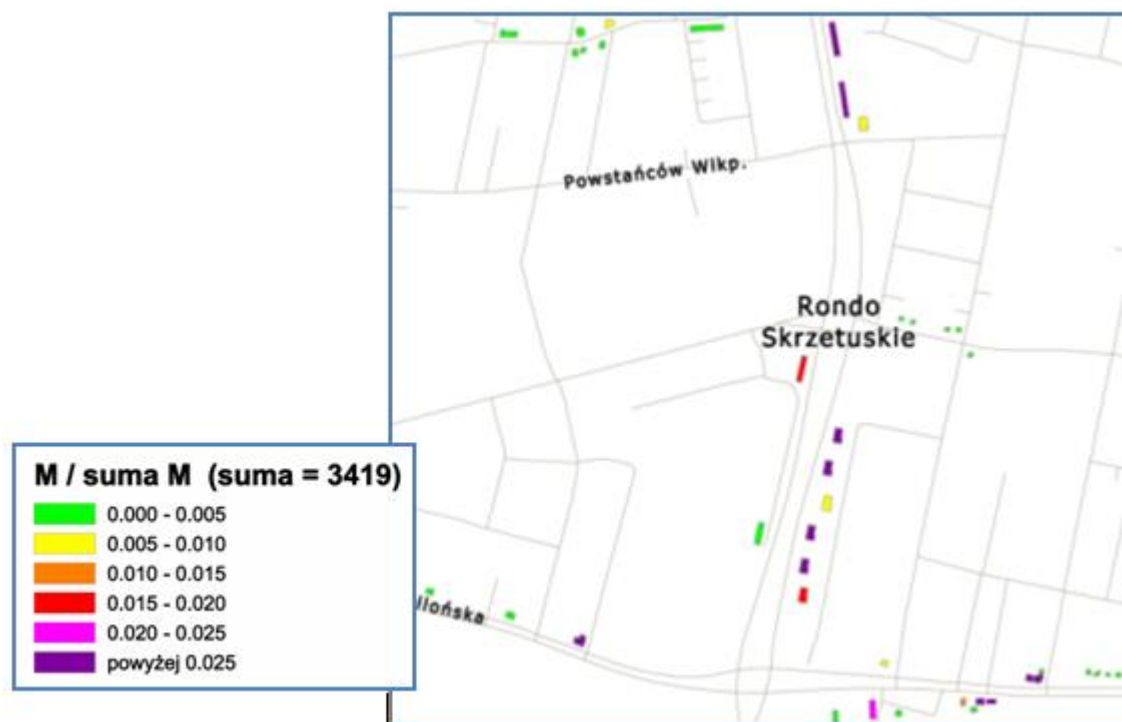 Powstańców Wlkp.
Rondo
Skrzetuskie
M / suma M (suma = 3419)
0.000 - 0.005
0.005 - 0.010
0.010 - 0.015
0.015 - 0.020
0.020 - 0.025
powyżej 0.025
llońska